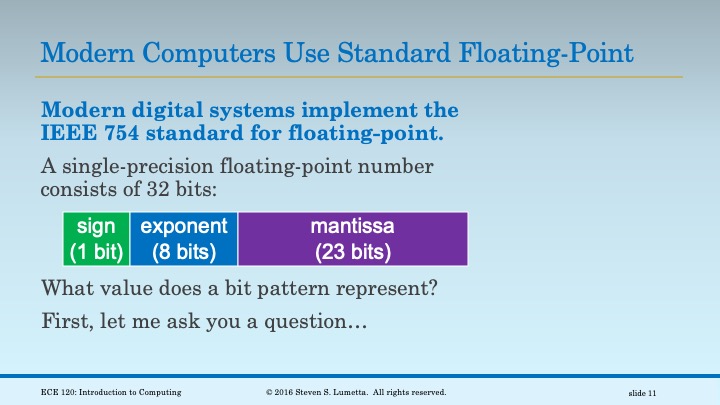 Modern Computers Use Standard Floating-Point
Modern digital systems implement the
IEEE 754 standard for floating-point.
A single-precision floating-point number
consists of 32 bits:
sign exponent mantissa
(1 bit) (8 bits) (23 bits)
What value does a bit pattern represent?
First, let me ask you a question…
ECE 120: Introduction to Computing © 2016 Steven S. Lumetta. All rights reserved. slide 11